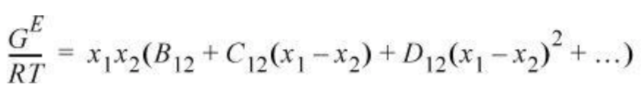 G^E/RT = x₁x₂(B₁₂ + C₁₂(x₁ – x₂) + D₁₂(x₁ – x₂)² + ...)